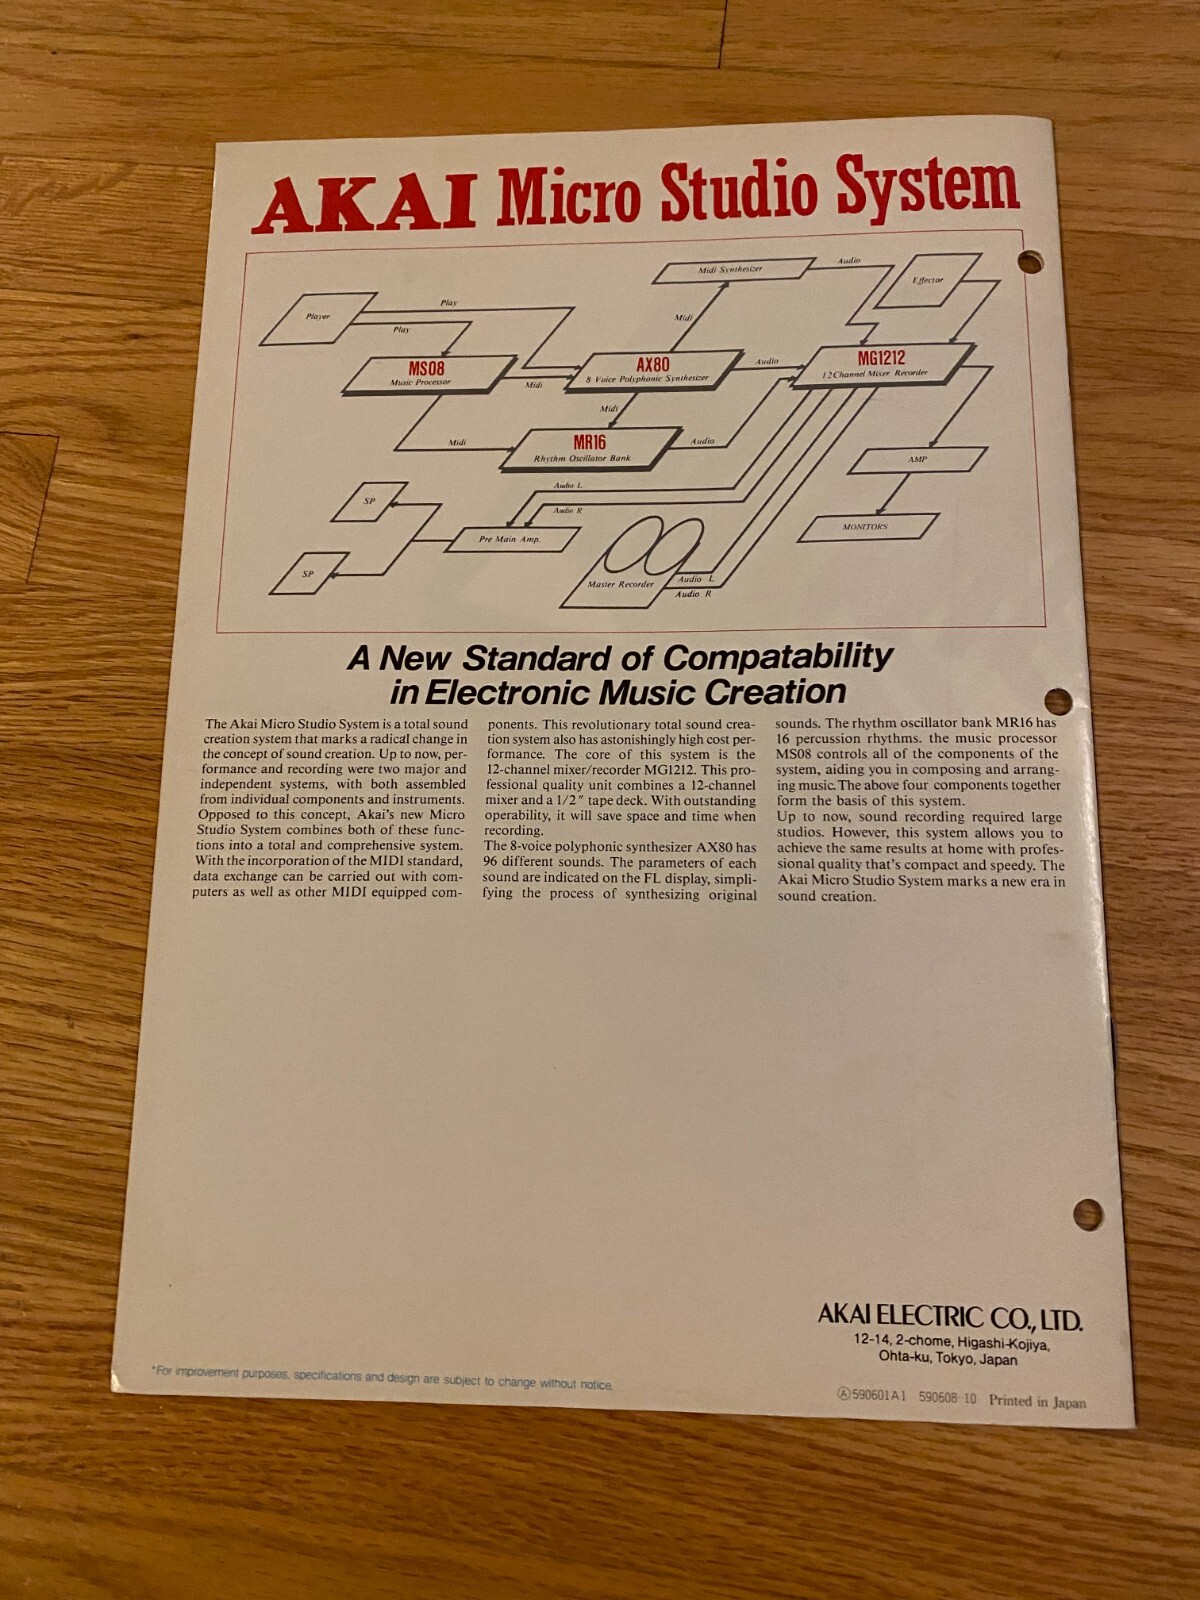 AKAI Micro Studio System
Midi Synthesizer
Audio
Effector
Player
Play
Play
Midi
MS08
Music Processor
Midi
AX80
8 Voice Polyphonic Synthesizer
Audio
MG1212
12 Channel Mixer Recorder
Midi
Midi
MR16
Rhythm Oscillator Bank
Audio
AMP
SP
Audio L
Audio R
Pre Main Amp.
MONITORS
SP
Master Recorder
Audio L
Audio R
A New Standard of Compatability
in Electronic Music Creation
The Akai Micro Studio System is a total sound
creation system that marks a radical change in
the concept of sound creation. Up to now, per-
formance and recording were two major and
independent systems, with both assembled
from individual components and instruments.
Opposed to this concept, Akai's new Micro
Studio System combines both of these func-
tions into a total and comprehensive system.
With the incorporation of the MIDI standard,
data exchange can be carried out with com-
puters as well as other MIDI equipped com-
ponents. This revolutionary total sound crea-
tion system also has astonishingly high cost per-
formance. The core of this system is the
12-channel mixer/recorder MG1212. This pro-
fessional quality unit combines a 12-channel
mixer and a 1/2″ tape deck. With outstanding
operability, it will save space and time when
recording.
The 8-voice polyphonic synthesizer AX80 has
96 different sounds. The parameters of each
sound are indicated on the FL display, simpli-
fying the process of synthesizing original
sounds. The rhythm oscillator bank MR16 has
16 percussion rhythms. the music processor
MS08 controls all of the components of the
system, aiding you in composing and arrang-
ing music. The above four components together
form the basis of this system.
Up to now, sound recording required large
studios. However, this system allows you to
achieve the same results at home with profes-
sional quality that's compact and speedy. The
Akai Micro Studio System marks a new era in
sound creation.
AKAI ELECTRIC CO., LTD.
12-14, 2-chome, Higashi-Kojiya,
Ohta-ku, Tokyo, Japan
*For improvement purposes, specifications and design are subject to change without notice.
Ⓐ590601A1 590608-10 Printed in Japan